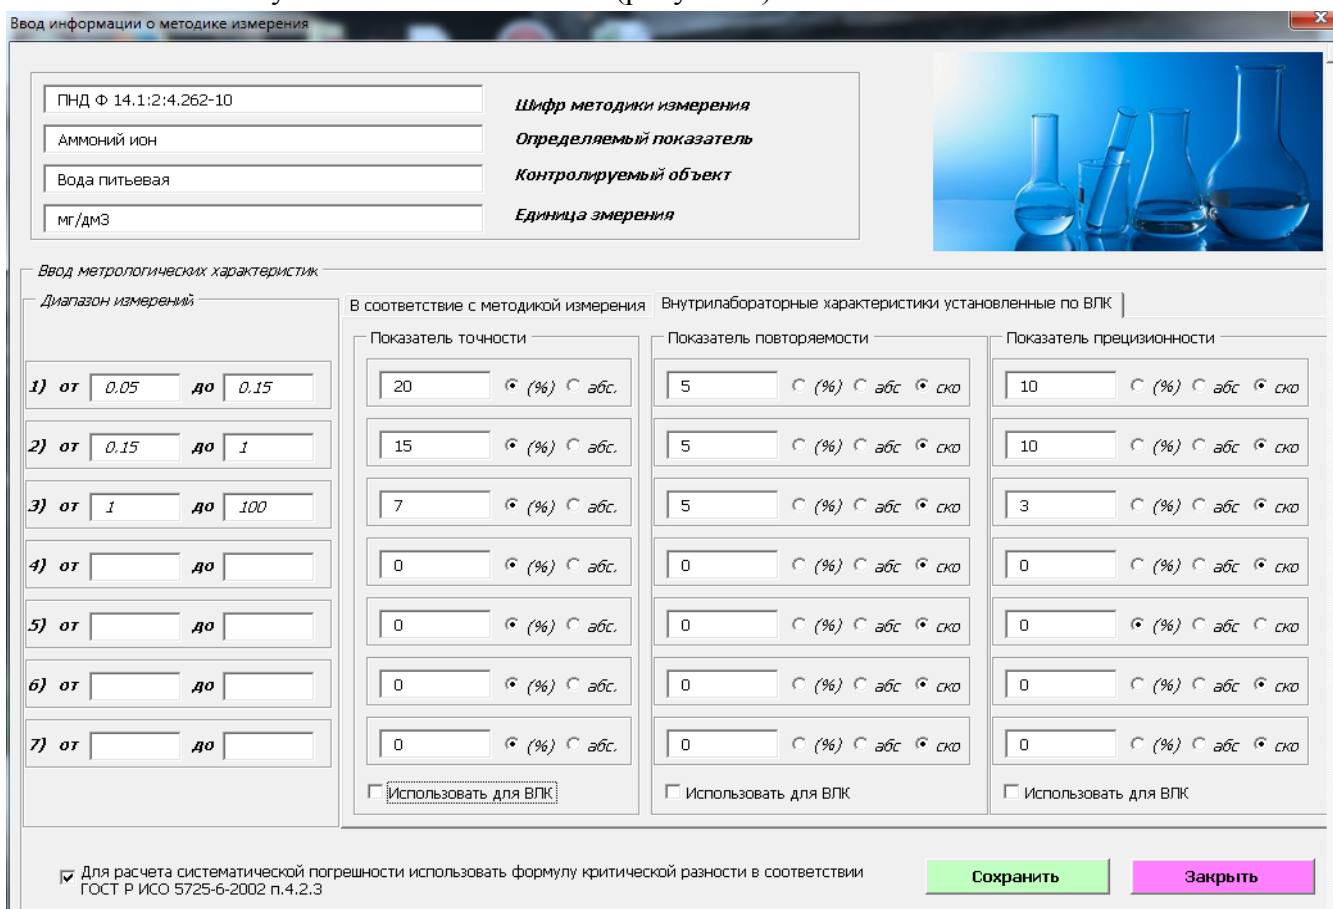 Ввод информации о методике измерения
ПНД Ф 14.1:2:4.262-10 Шифр методики измерения
Аммоний ион Определяемый показатель
Вода питьевая Контролируемый объект
мг/дм3 Единица змерения
Ввод метрологических характеристик
Диапазон измерений
В соответствие с методикой измерения Внутрилабораторные характеристики установленные по ВЛК
Показатель точности Показатель повторяемости Показатель прецизионности
1) от 0.05 до 0.15 20 (%) абс. 5 (%) абс ско 10 (%) абс ско
2) от 0.15 до 1 15 (%) абс. 5 (%) абс ско 10 (%) абс ско
3) от 1 до 100 7 (%) абс. 5 (%) абс ско 3 (%) абс ско
4) от до 0 (%) абс. 0 (%) абс ско 0 (%) абс ско
5) от до 0 (%) абс. 0 (%) абс ско 0 (%) абс ско
6) от до 0 (%) абс. 0 (%) абс ско 0 (%) абс ско
7) от до 0 (%) абс. 0 (%) абс ско 0 (%) абс ско
Использовать для ВЛК Использовать для ВЛК Использовать для ВЛК
Для расчета систематической погрешности использовать формулу критической разности в соответствии
ГОСТ Р ИСО 5725-6-2002 п.4.2.3
Сохранить Закрыть